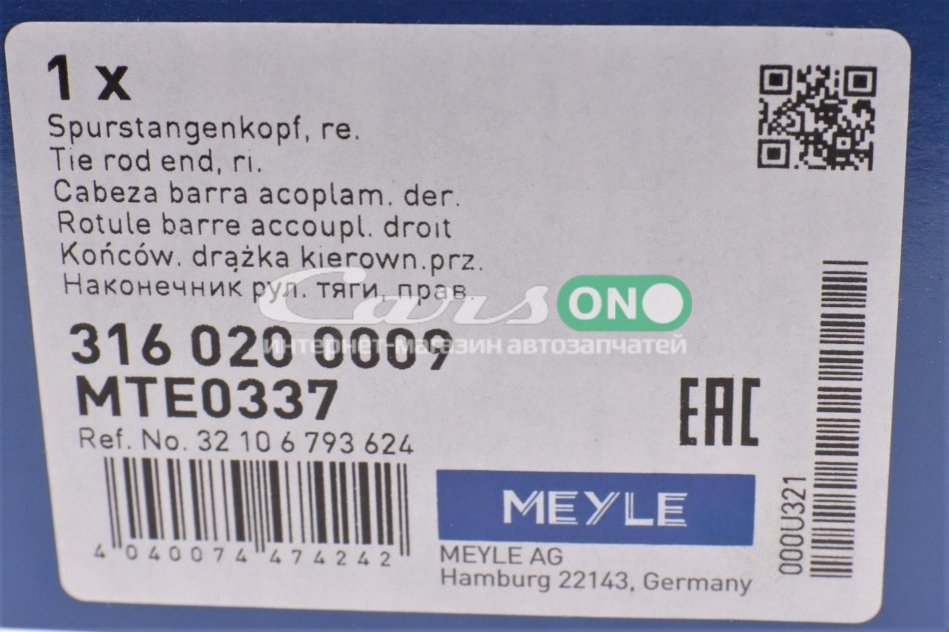 1 x
Spurstangenkopf, re.
Tie rod end, ri.
Cabeza barra acoplam. der.
Rotule barre accoupl. droit
Końców. drążka kierown.prz.
Наконечник рул. тяги. прав.
Cars ON
интернет-магазин автозапчатей
316 020 0009
MTE0337
Ref. No. 32 10 6 793 624
EAC
MEYLE
4 040074 474242
MEYLE AG
Hamburg 22143, Germany
000U321